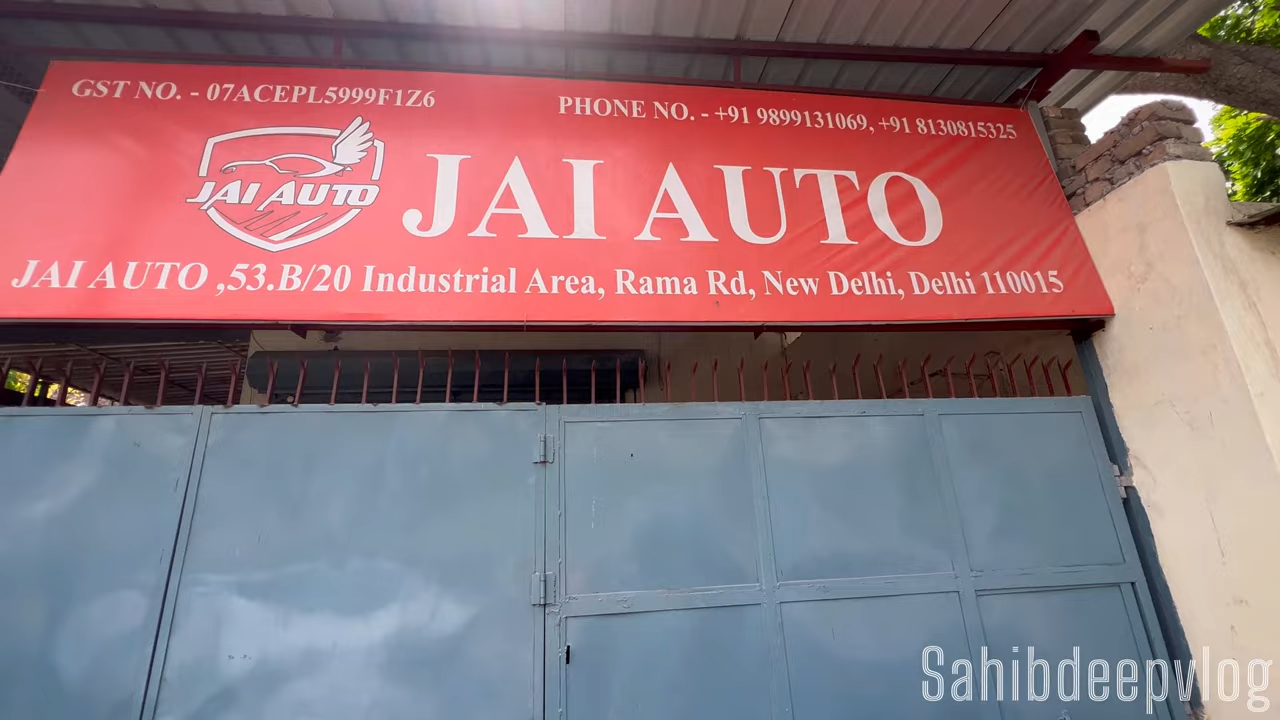 GST NO. - 07ACEPL5999F1Z6
PHONE NO. - +91 9899131069, +91 8130815325
JAI AUTO
JAI AUTO
JAI AUTO ,53.B/20 Industrial Area, Rama Rd, New Delhi, Delhi 110015
Sahibdeepvlog